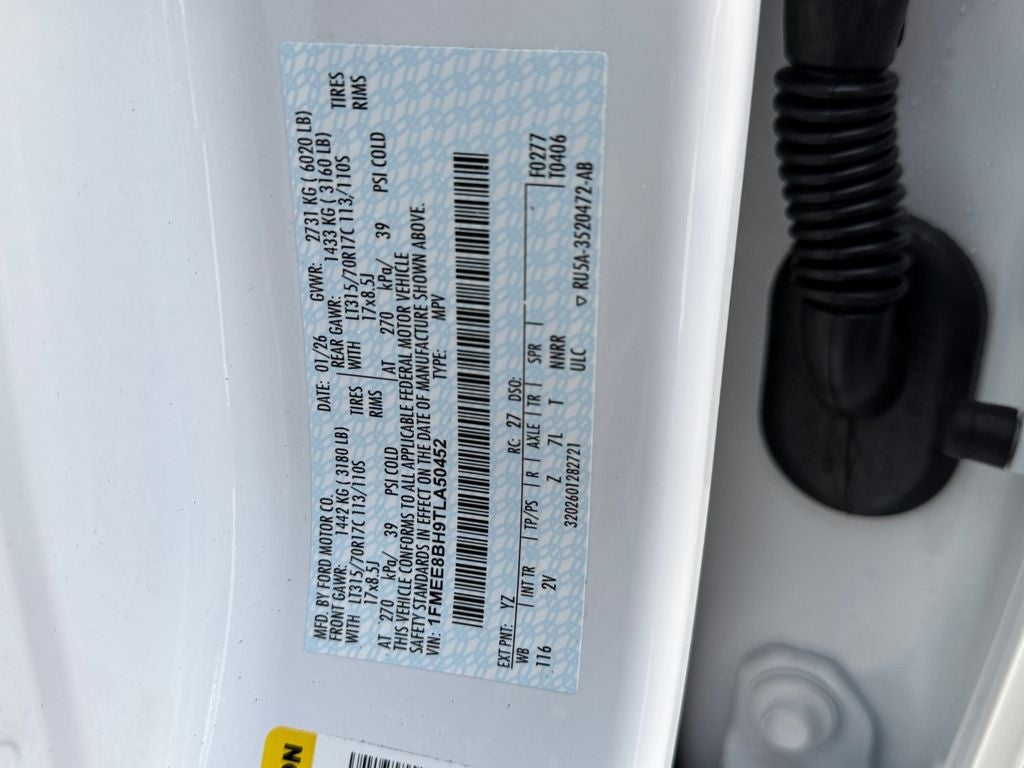 MFD. BY FORD MOTOR CO. DATE: 01/26 GVWR: 2731 KG ( 6020 LB)
FRONT GAWR: 1442 KG ( 3180 LB) REAR GAWR: 1433 KG ( 3160 LB)
WITH LT315/70R17C 113/110S TIRES WITH LT315/70R17C 113/110S TIRES
17x8.5J RIMS 17x8.5J RIMS
AT 270 kPa/ 39 PSI COLD AT 270 kPa/ 39 PSI COLD
THIS VEHICLE CONFORMS TO ALL APPLICABLE FEDERAL MOTOR VEHICLE
SAFETY STANDARDS IN EFFECT ON THE DATE OF MANUFACTURE SHOWN ABOVE.
VIN: 1FMEE8BH9TLA50452 TYPE: MPV
EXT PNT: YZ RC: 27 DSO: F0277
WB INT TR TP/PS R AXLE TR SPR T0406
116 2V Z 7L T NNRR
3202601282721 ULC ▽ RU5A-3520472-AB
ON